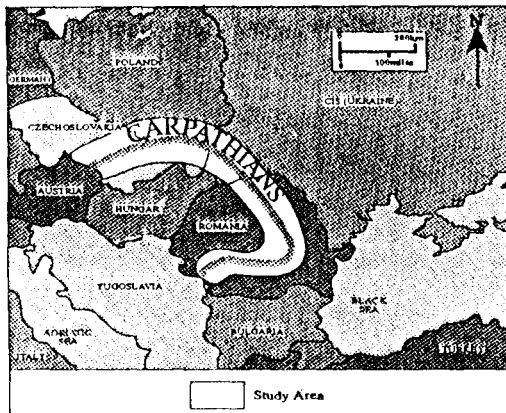 N
200km
100miles
POLAND
GERMANY
CIS (UKRAINE)
CZECHOSLOVAKIA
CARPATHIANS
AUSTRIA
HUNGARY
ROMANIA
YUGOSLAVIA
BLACK
SEA
ADRIATIC
SEA
BULGARIA
ITALY
Study Area